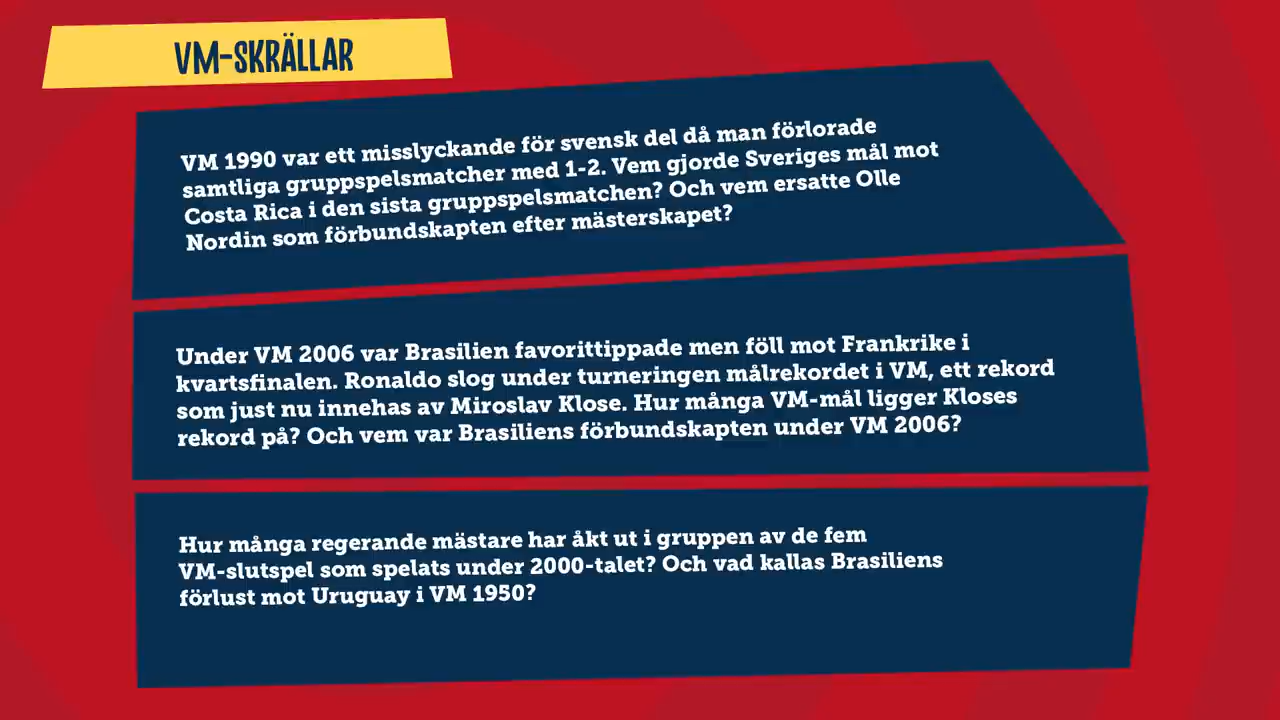 VM-SKRÄLLAR
VM 1990 var ett misslyckande för svensk del då man förlorade
samtliga gruppspelsmatcher med 1-2. Vem gjorde Sveriges mål mot
Costa Rica i den sista gruppspelsmatchen? Och vem ersatte Olle
Nordin som förbundskapten efter mästerskapet?
Under VM 2006 var Brasilien favorittippade men föll mot Frankrike i
kvartsfinalen. Ronaldo slog under turneringen målrekordet i VM, ett rekord
som just nu innehas av Miroslav Klose. Hur många VM-mål ligger Kloses
rekord på? Och vem var Brasiliens förbundskapten under VM 2006?
Hur många regerande mästare har åkt ut i gruppen av de fem
VM-slutspel som spelats under 2000-talet? Och vad kallas Brasiliens
förlust mot Uruguay i VM 1950?